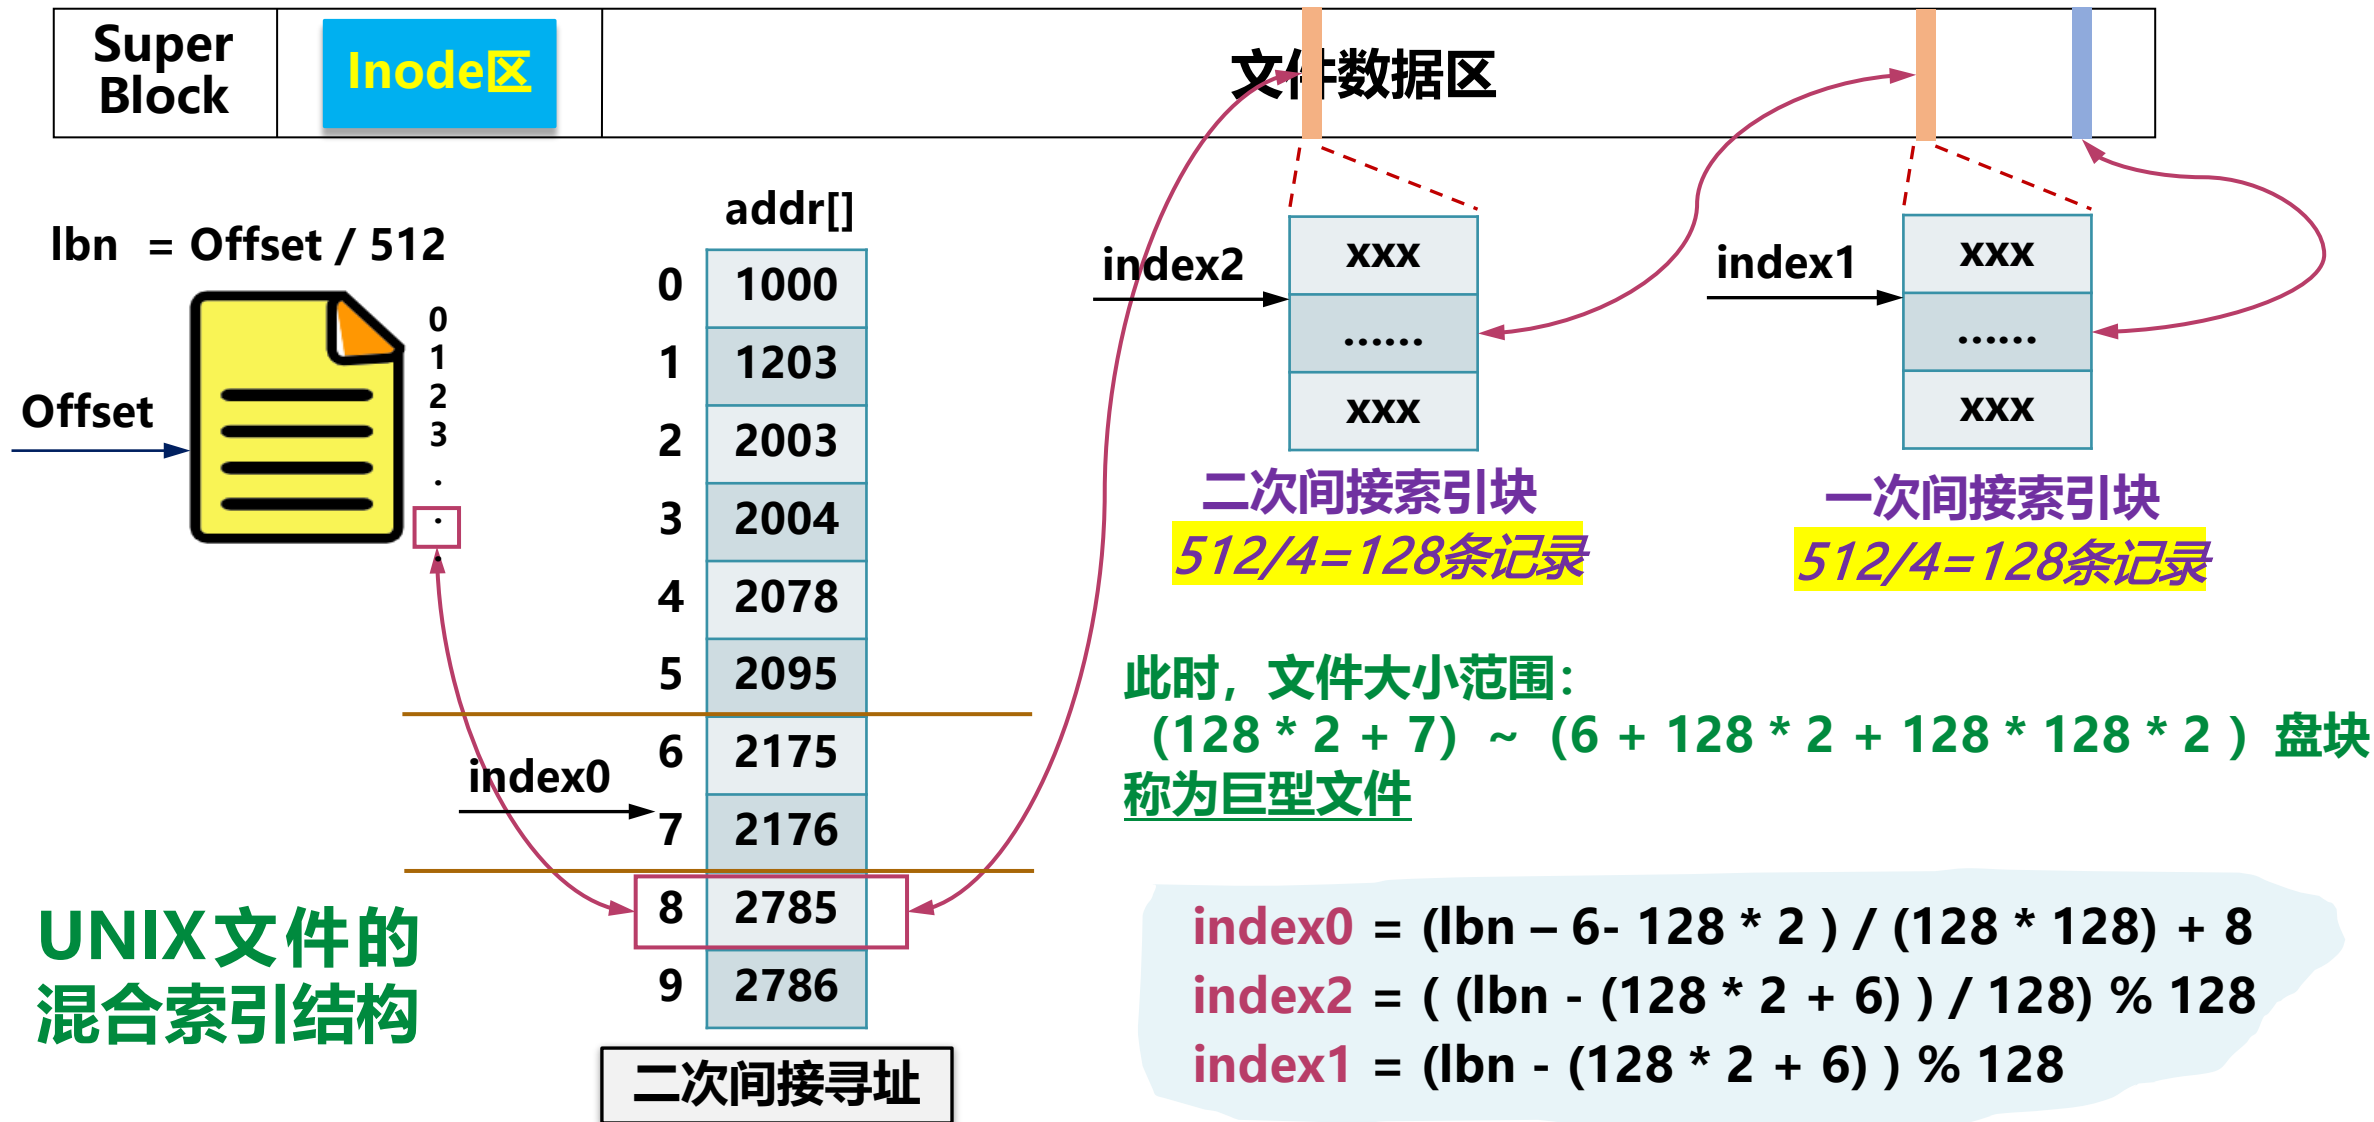 Super
Block
Inode区
文件数据区
addr[]
lbn = Offset / 512
Offset
0
1
2
3
.
.
.
0 1000
1 1203
2 2003
3 2004
4 2078
5 2095
6 2175
7 2176
8 2785
9 2786
index0
二次间接寻址
index2
xxx
......
xxx
二次间接索引块
512/4=128条记录
index1
xxx
......
xxx
一次间接索引块
512/4=128条记录
此时，文件大小范围：
（128 * 2 + 7）~（6 + 128 * 2 + 128 * 128 * 2 ）盘块
称为巨型文件
UNIX文件的
混合索引结构
index0 = (lbn – 6- 128 * 2 ) / (128 * 128) + 8
index2 = ( (lbn - (128 * 2 + 6) ) / 128) % 128
index1 = (lbn - (128 * 2 + 6) ) % 128